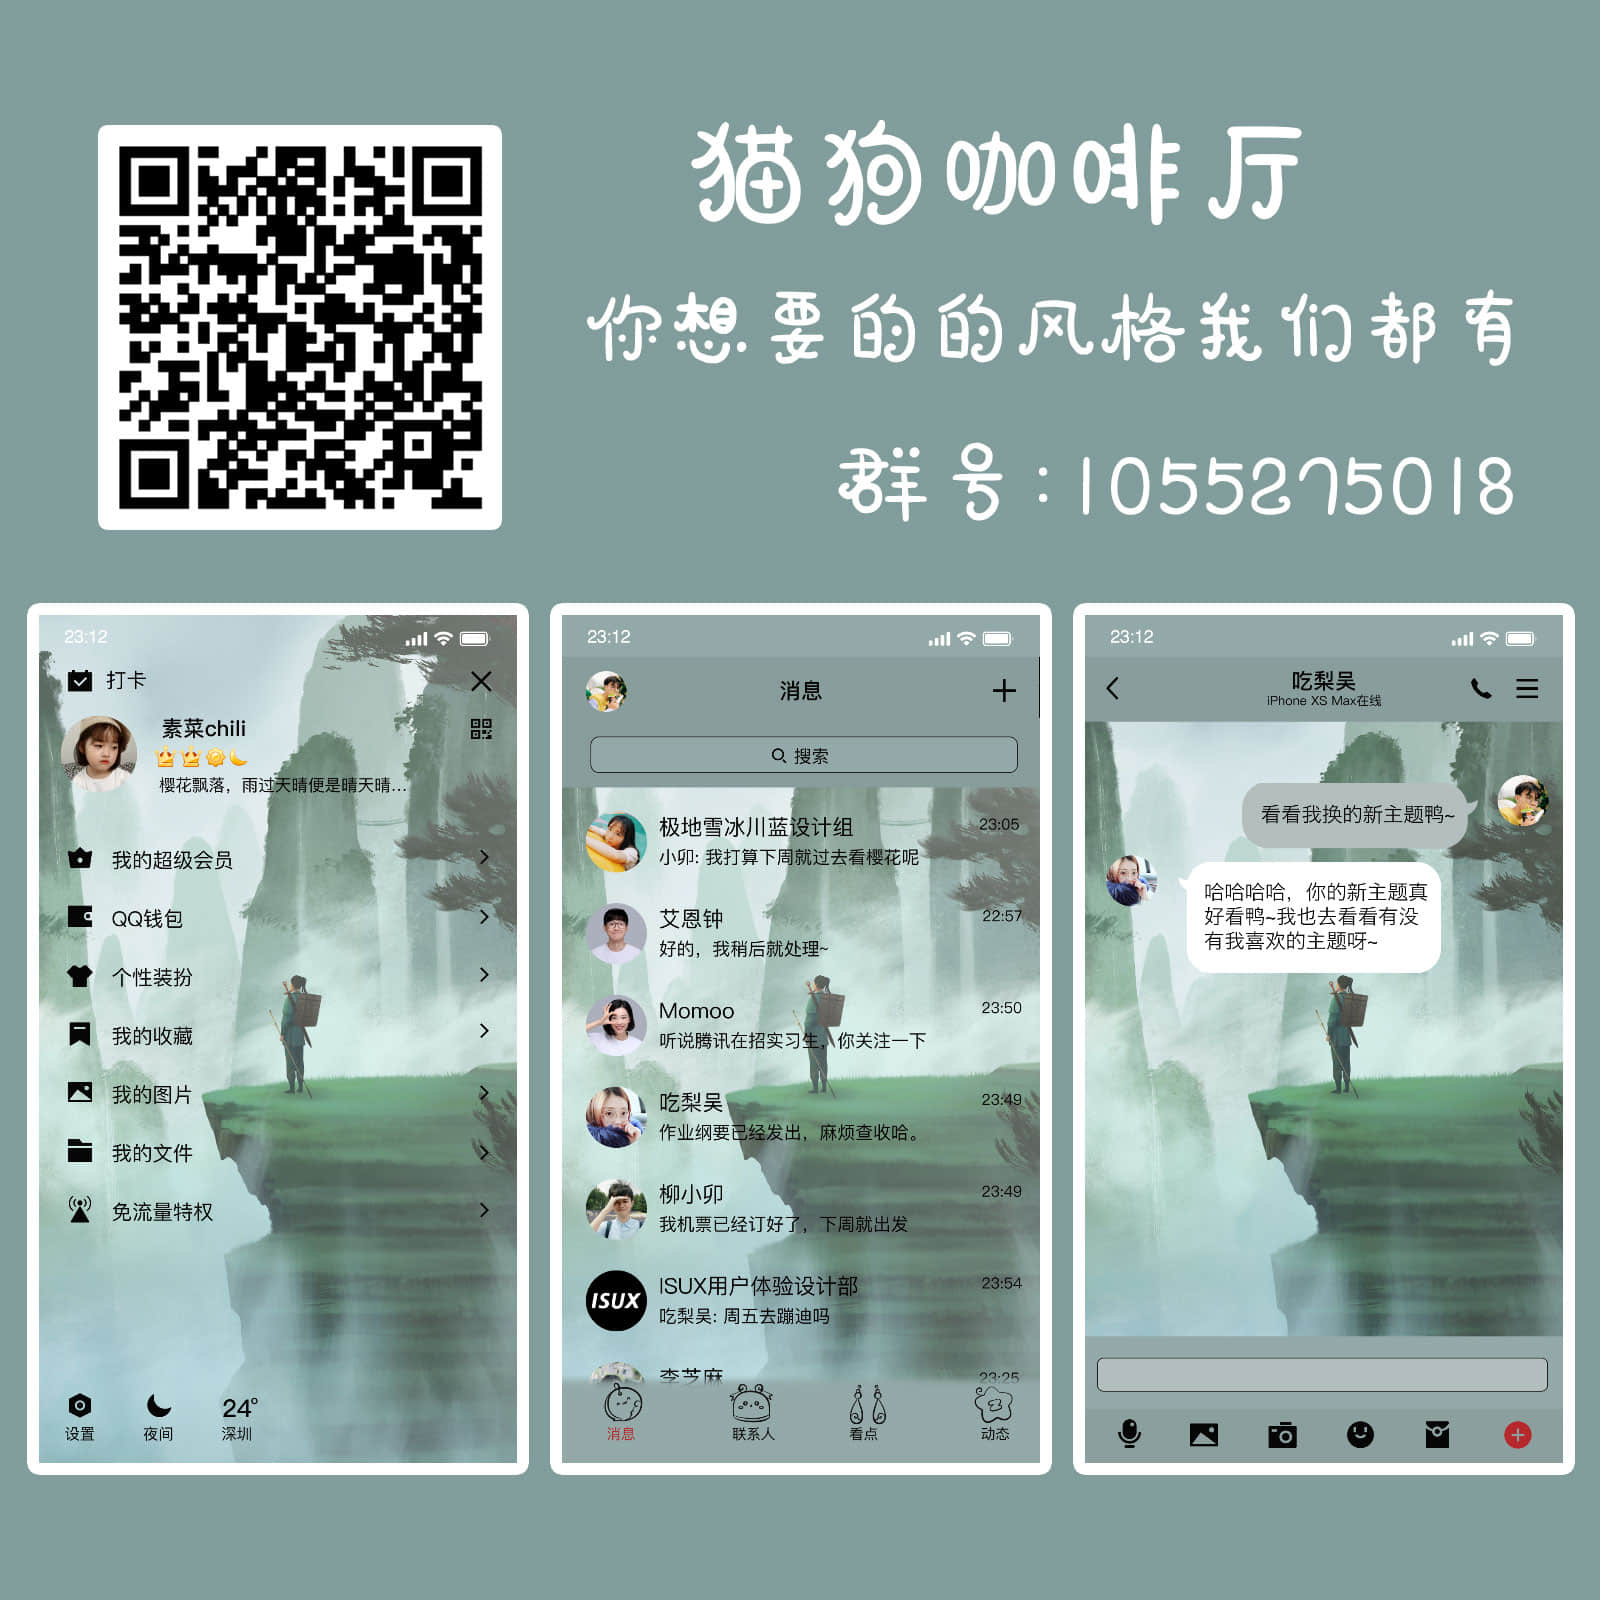 猫狗咖啡厅
你想要的的风格我们都有
群号:1055275018
23:12
打卡
素菜chili
樱花飘落，雨过天晴便是晴天晴...
我的超级会员
QQ钱包
个性装扮
我的收藏
我的图片
我的文件
免流量特权
设置
夜间
24°
深圳
23:12
消息
搜索
极地雪冰川蓝设计组
23:05
小卯: 我打算下周就过去看樱花呢
艾恩钟
22:57
好的，我稍后就处理~
Momoo
23:50
听说腾讯在招实习生，你关注一下
吃梨吴
23:49
作业纲要已经发出，麻烦查收哈。
柳小卯
23:49
我机票已经订好了，下周就出发
ISUX
ISUX用户体验设计部
23:54
吃梨吴: 周五去蹦迪吗
李芝麻
23:25
消息
联系人
看点
动态
23:12
吃梨吴
iPhone XS Max在线
看看我换的新主题鸭~
哈哈哈哈，你的新主题真
好看鸭~我也去看看有没
有我喜欢的主题呀~